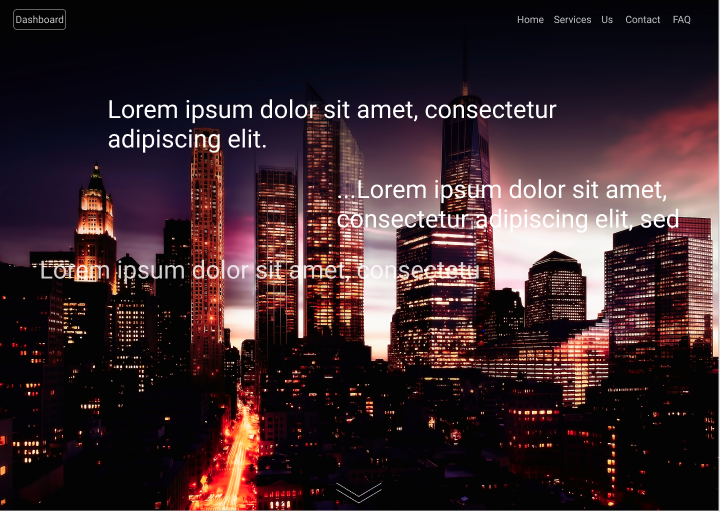 Dashboard
Home Services Us Contact FAQ
Lorem ipsum dolor sit amet, consectetur
adipiscing elit.
...Lorem ipsum dolor sit amet,
consectetur adipiscing elit, sed
Lorem ipsum dolor sit amet, consectetu